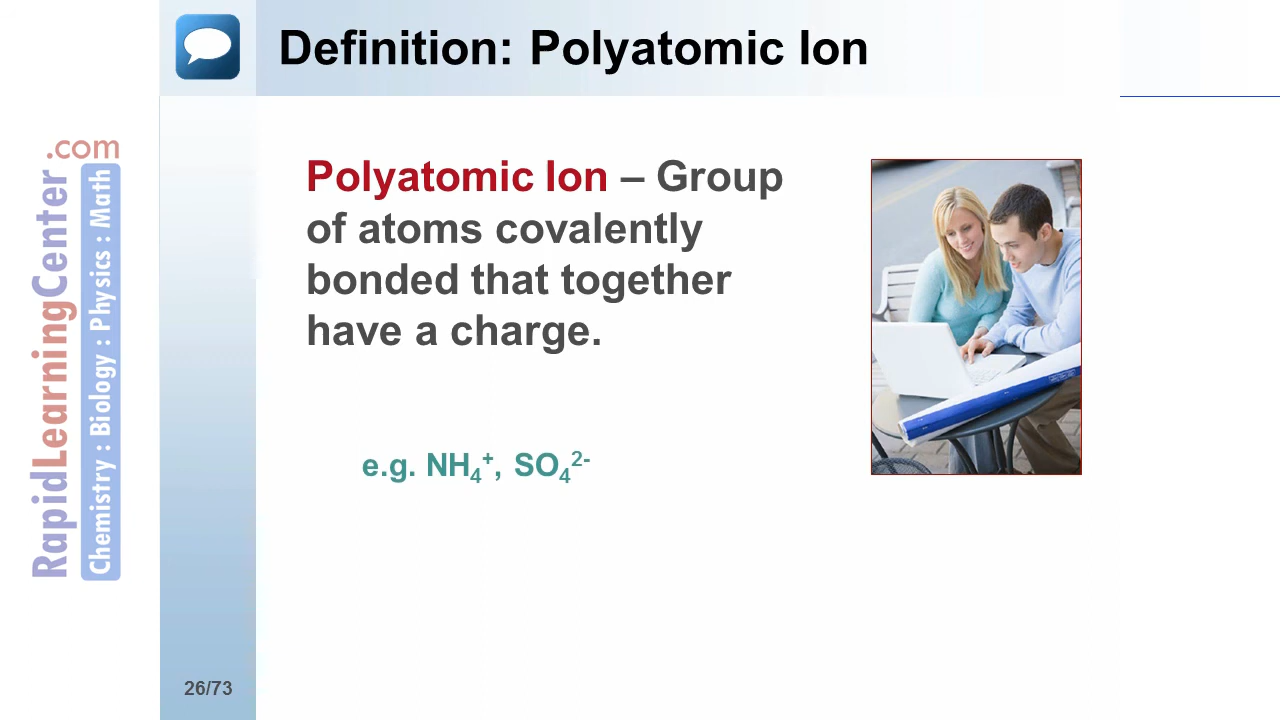 Definition: Polyatomic Ion
Polyatomic Ion – Group
of atoms covalently
bonded that together
have a charge.
e.g. NH₄⁺, SO₄²⁻
RapidLearningCenter.com
Chemistry : Biology : Physics : Math
26/73